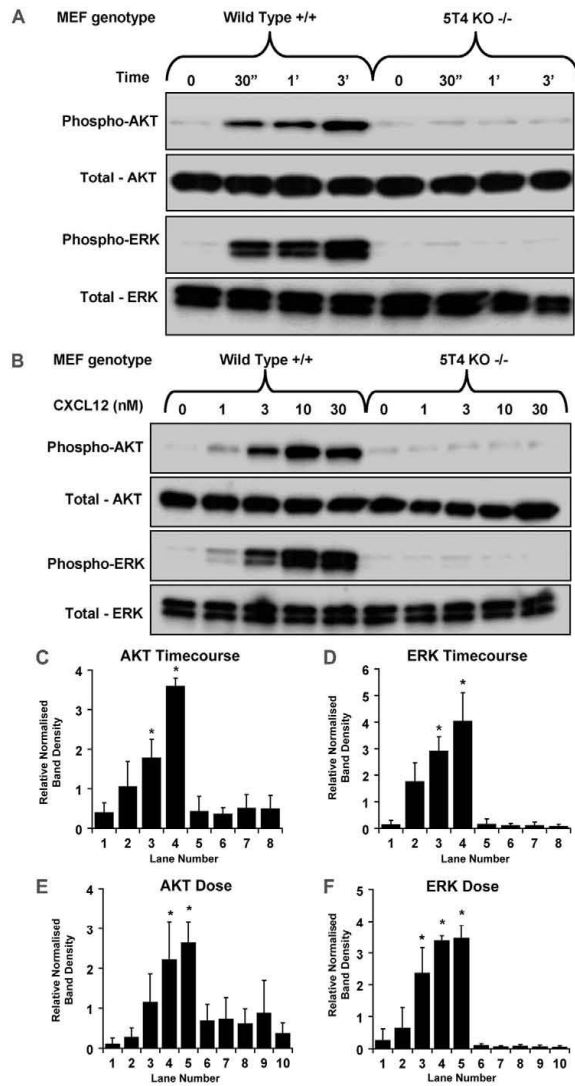 A
MEF genotype Wild Type +/+ 5T4 KO -/-
Time 0 30” 1’ 3’ 0 30” 1’ 3’
Phospho-AKT
Total - AKT
Phospho-ERK
Total - ERK
B
MEF genotype Wild Type +/+ 5T4 KO -/-
CXCL12 (nM) 0 1 3 10 30 0 1 3 10 30
Phospho-AKT
Total - AKT
Phospho-ERK
Total - ERK
C AKT Timecourse
Relative Normalised
Band Density
4
3
2
1
0
* *
1 2 3 4 5 6 7 8
Lane Number
D ERK Timecourse
Relative Normalised
Band Density
6
5
4
3
2
1
0
* *
1 2 3 4 5 6 7 8
Lane Number
E AKT Dose
Relative Normalised
Band Density
4
3
2
1
0
* *
1 2 3 4 5 6 7 8 9 10
Lane Number
F ERK Dose
Relative Normalised
Band Density
5
4
3
2
1
0
* * *
1 2 3 4 5 6 7 8 9 10
Lane Number